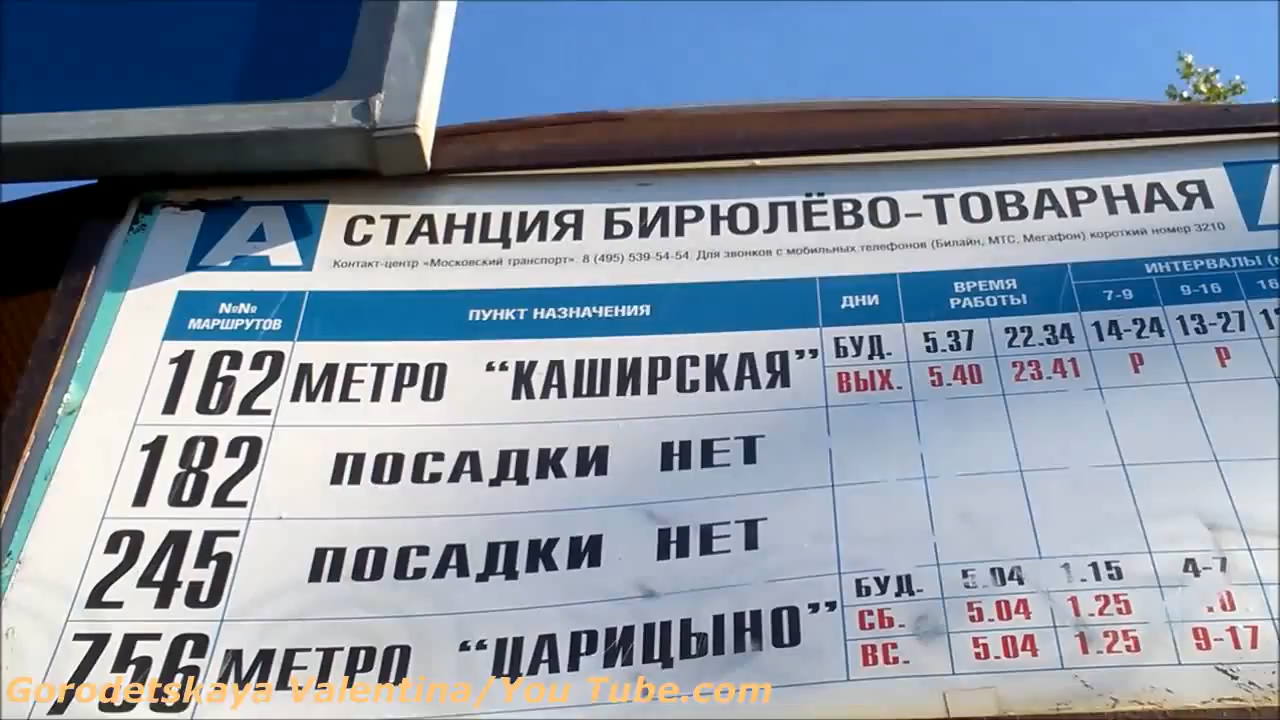 А СТАНЦИЯ БИРЮЛЁВО-ТОВАРНАЯ
Контакт-центр «Московский транспорт». 8 (495) 539-54-54. Для звонков с мобильных телефонов (Билайн, МТС, Мегафон) короткий номер 3210
№№ МАРШРУТОВ ПУНКТ НАЗНАЧЕНИЯ ДНИ ВРЕМЯ РАБОТЫ ИНТЕРВАЛЫ
7-9 9-16 16
162 МЕТРО “КАШИРСКАЯ” БУД. 5.37 22.34 14-24 13-27
ВЫХ. 5.40 23.41 Р Р
182 ПОСАДКИ НЕТ
245 ПОСАДКИ НЕТ
756 МЕТРО “ЦАРИЦЫНО” БУД. 5.04 1.15 4-7
СБ. 5.04 1.25
ВС. 5.04 1.25 9-17
Gorodetskaya Valentina/You Tube.com